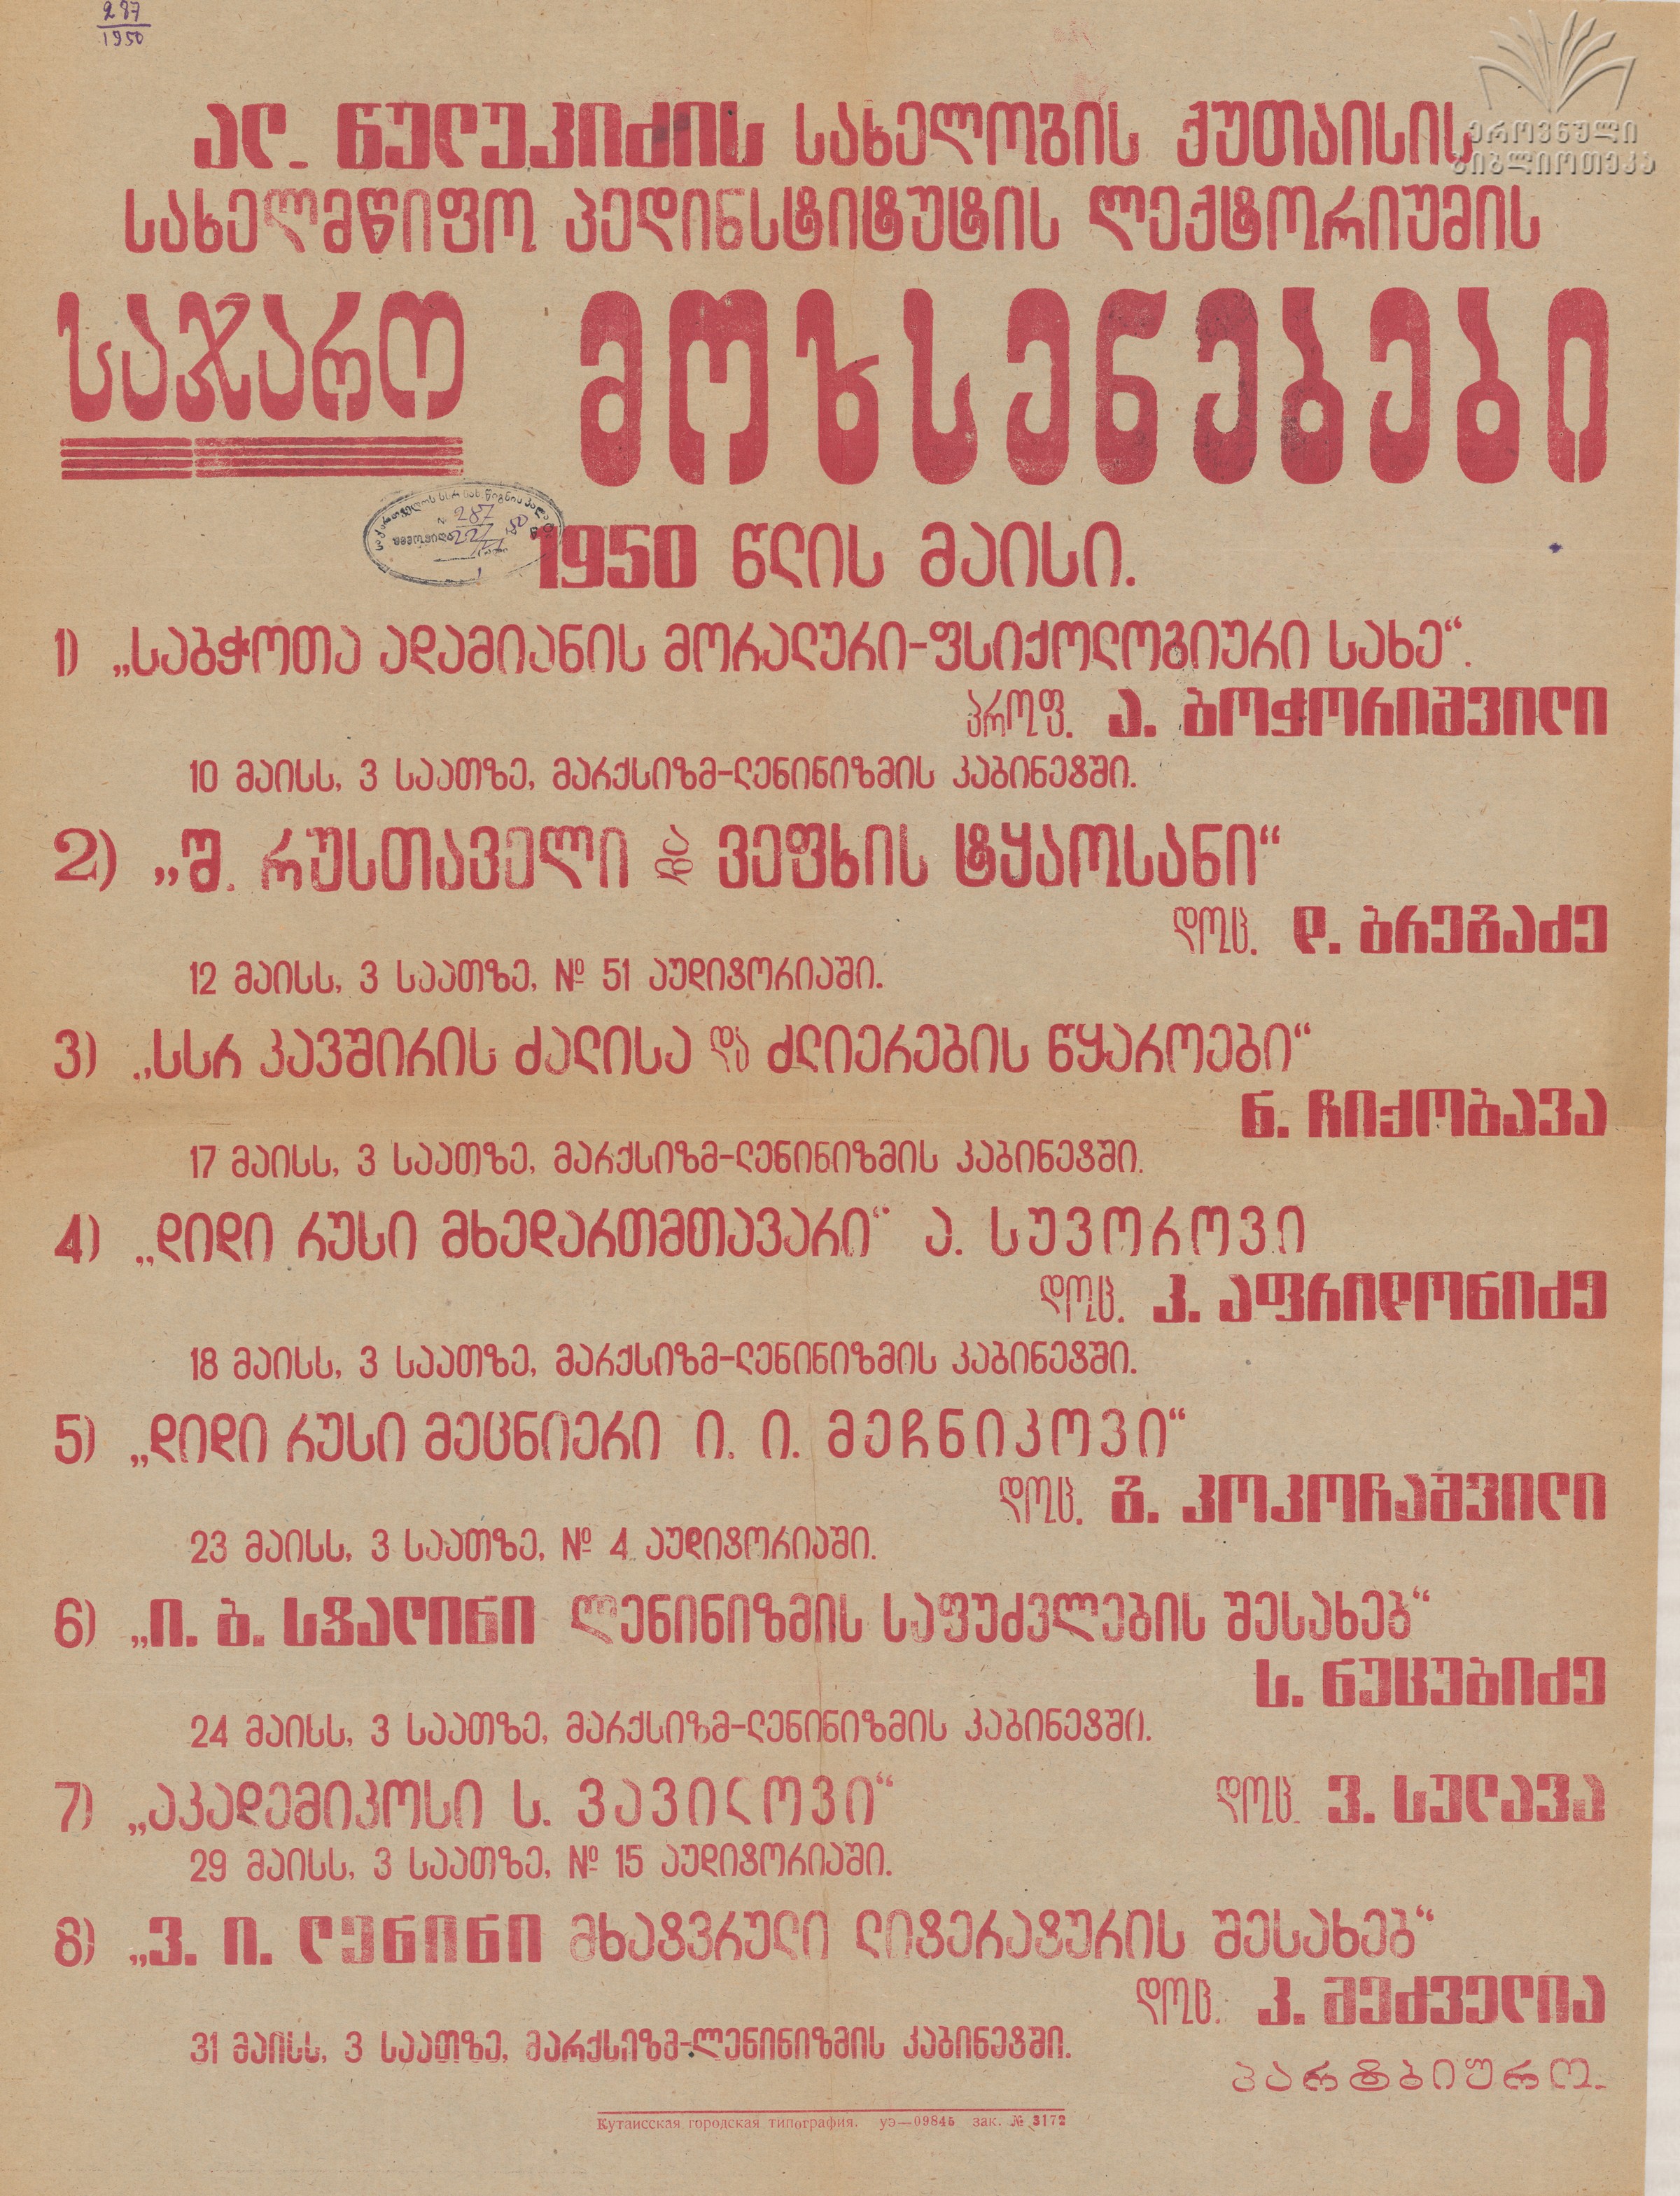 287
1950
ეროვნული
ბიბლიოთეკა
ალ. წულუკიძის სახელობის ქუთაისის
სახელმწიფო პედინსტიტუტის ლექტორიუმის
საჯარო მოხსენებები
1950 წლის მაისი.
1) „საბჭოთა ადამიანის მორალური-ფსიქოლოგიური სახე“.
პროფ. ა. ბოჭორიშვილი
10 მაისს, 3 საათზე, მარქსიზმ-ლენინიზმის კაბინეტში.
2) „შ. რუსთაველი და ვეფხის ტყაოსანი“
დოც. დ. ბრეგაძე
12 მაისს, 3 საათზე, № 51 აუდიტორიაში.
3) „სსრ კავშირის ძალისა და ძლიერების წყაროები“
ნ. ჩიქობავა
17 მაისს, 3 საათზე, მარქსიზმ-ლენინიზმის კაბინეტში.
4) „დიდი რუსი მხედართმთავარი“ ა. სუვოროვი
დოც. კ. აფრიდონიძე
18 მაისს, 3 საათზე, მარქსიზმ-ლენინიზმის კაბინეტში.
5) „დიდი რუსი მეცნიერი ი. ი. მეჩნიკოვი“
დოც. გ. კოკოჩაშვილი
23 მაისს, 3 საათზე, № 4 აუდიტორიაში.
6) „ი. ბ. სტალინი ლენინიზმის საფუძვლების შესახებ“
ს. ნუცუბიძე
24 მაისს, 3 საათზე, მარქსიზმ-ლენინიზმის კაბინეტში.
7) „აკადემიკოსი ს. ვავილოვი“ დოც. ვ. სულავა
29 მაისს, 3 საათზე, № 15 აუდიტორიაში.
8) „ვ. ი. ლენინი მხატვრული ლიტერატურის შესახებ“
დოც. კ. მეძველია
31 მაისს, 3 საათზე, მარქსიზმ-ლენინიზმის კაბინეტში.
პარტბიურო.
Кутаисская городская типография. уэ—09845 зак. № 3172